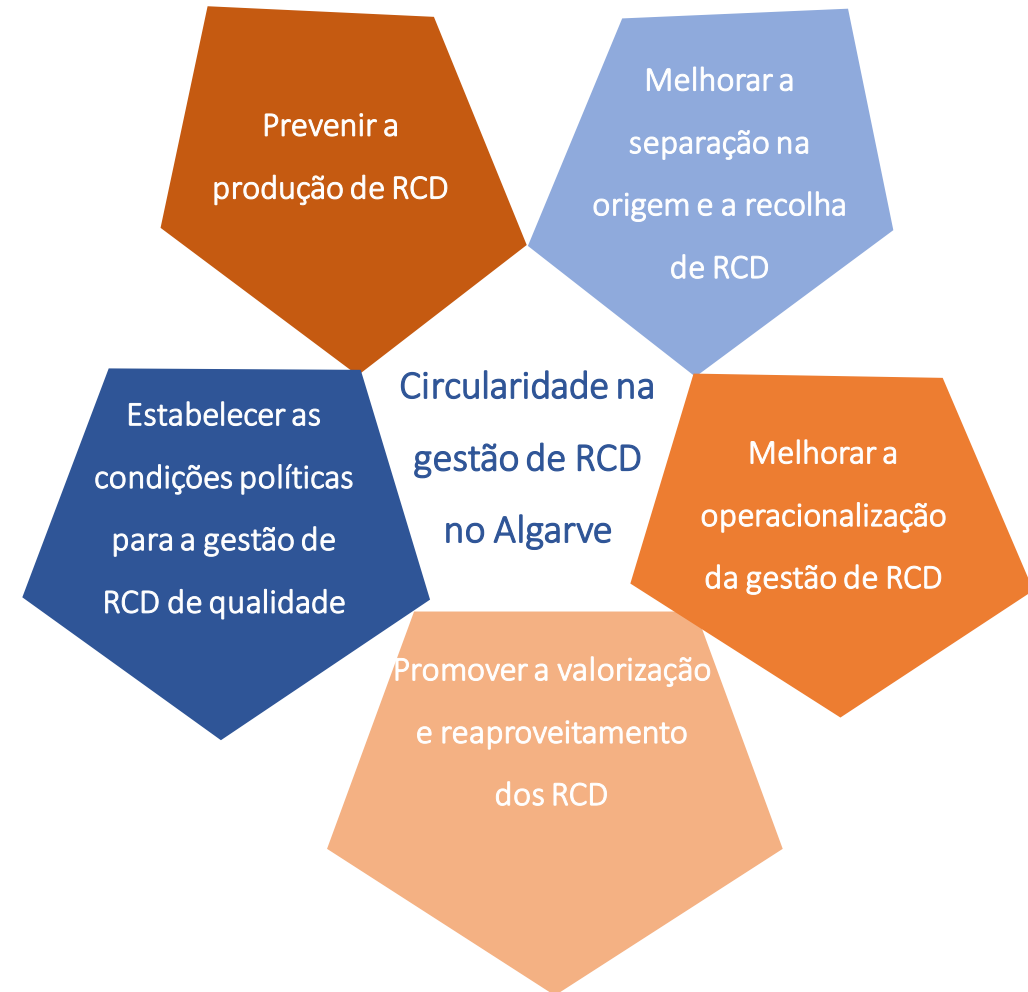 Prevenir a
produção de RCD
Melhorar a
separação na
origem e a recolha
de RCD
Circularidade na
gestão de RCD
no Algarve
Estabelecer as
condições políticas
para a gestão de
RCD de qualidade
Melhorar a
operacionalização
da gestão de RCD
Promover a valorização
e reaproveitamento
dos RCD